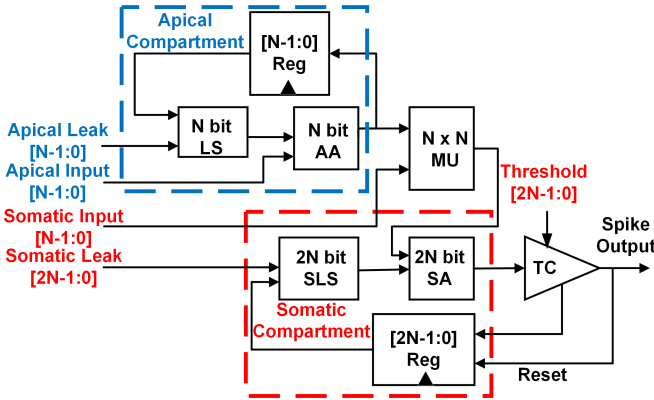 Apical
Compartment
[N-1:0]
Reg
Apical Leak
[N-1:0]
Apical Input
[N-1:0]
N bit
LS
N bit
AA
N x N
MU
Somatic Input
[N-1:0]
Somatic Leak
[2N-1:0]
Threshold
[2N-1:0]
2N bit
SLS
2N bit
SA
TC
Spike
Output
Somatic
Compartment
[2N-1:0]
Reg
Reset